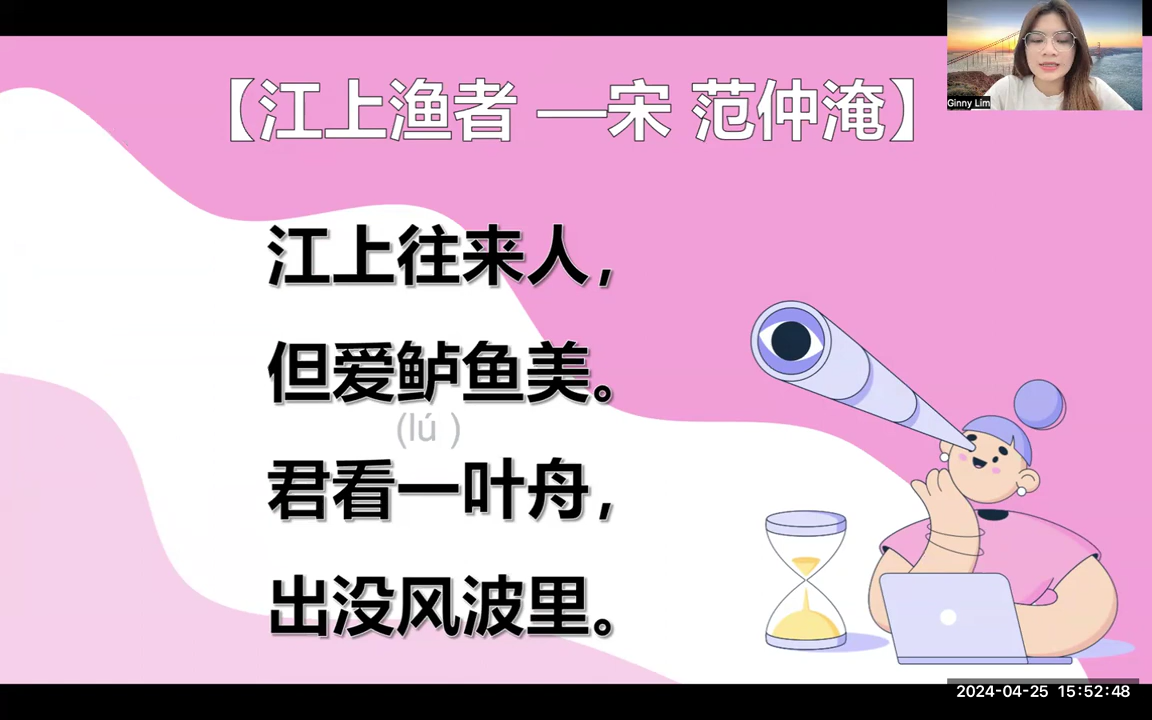 【江上渔者 —宋 范仲淹】
Ginny Lim
江上往来人，
但爱鲈鱼美。
(lú )
君看一叶舟，
出没风波里。
2024-04-25 15:52:48